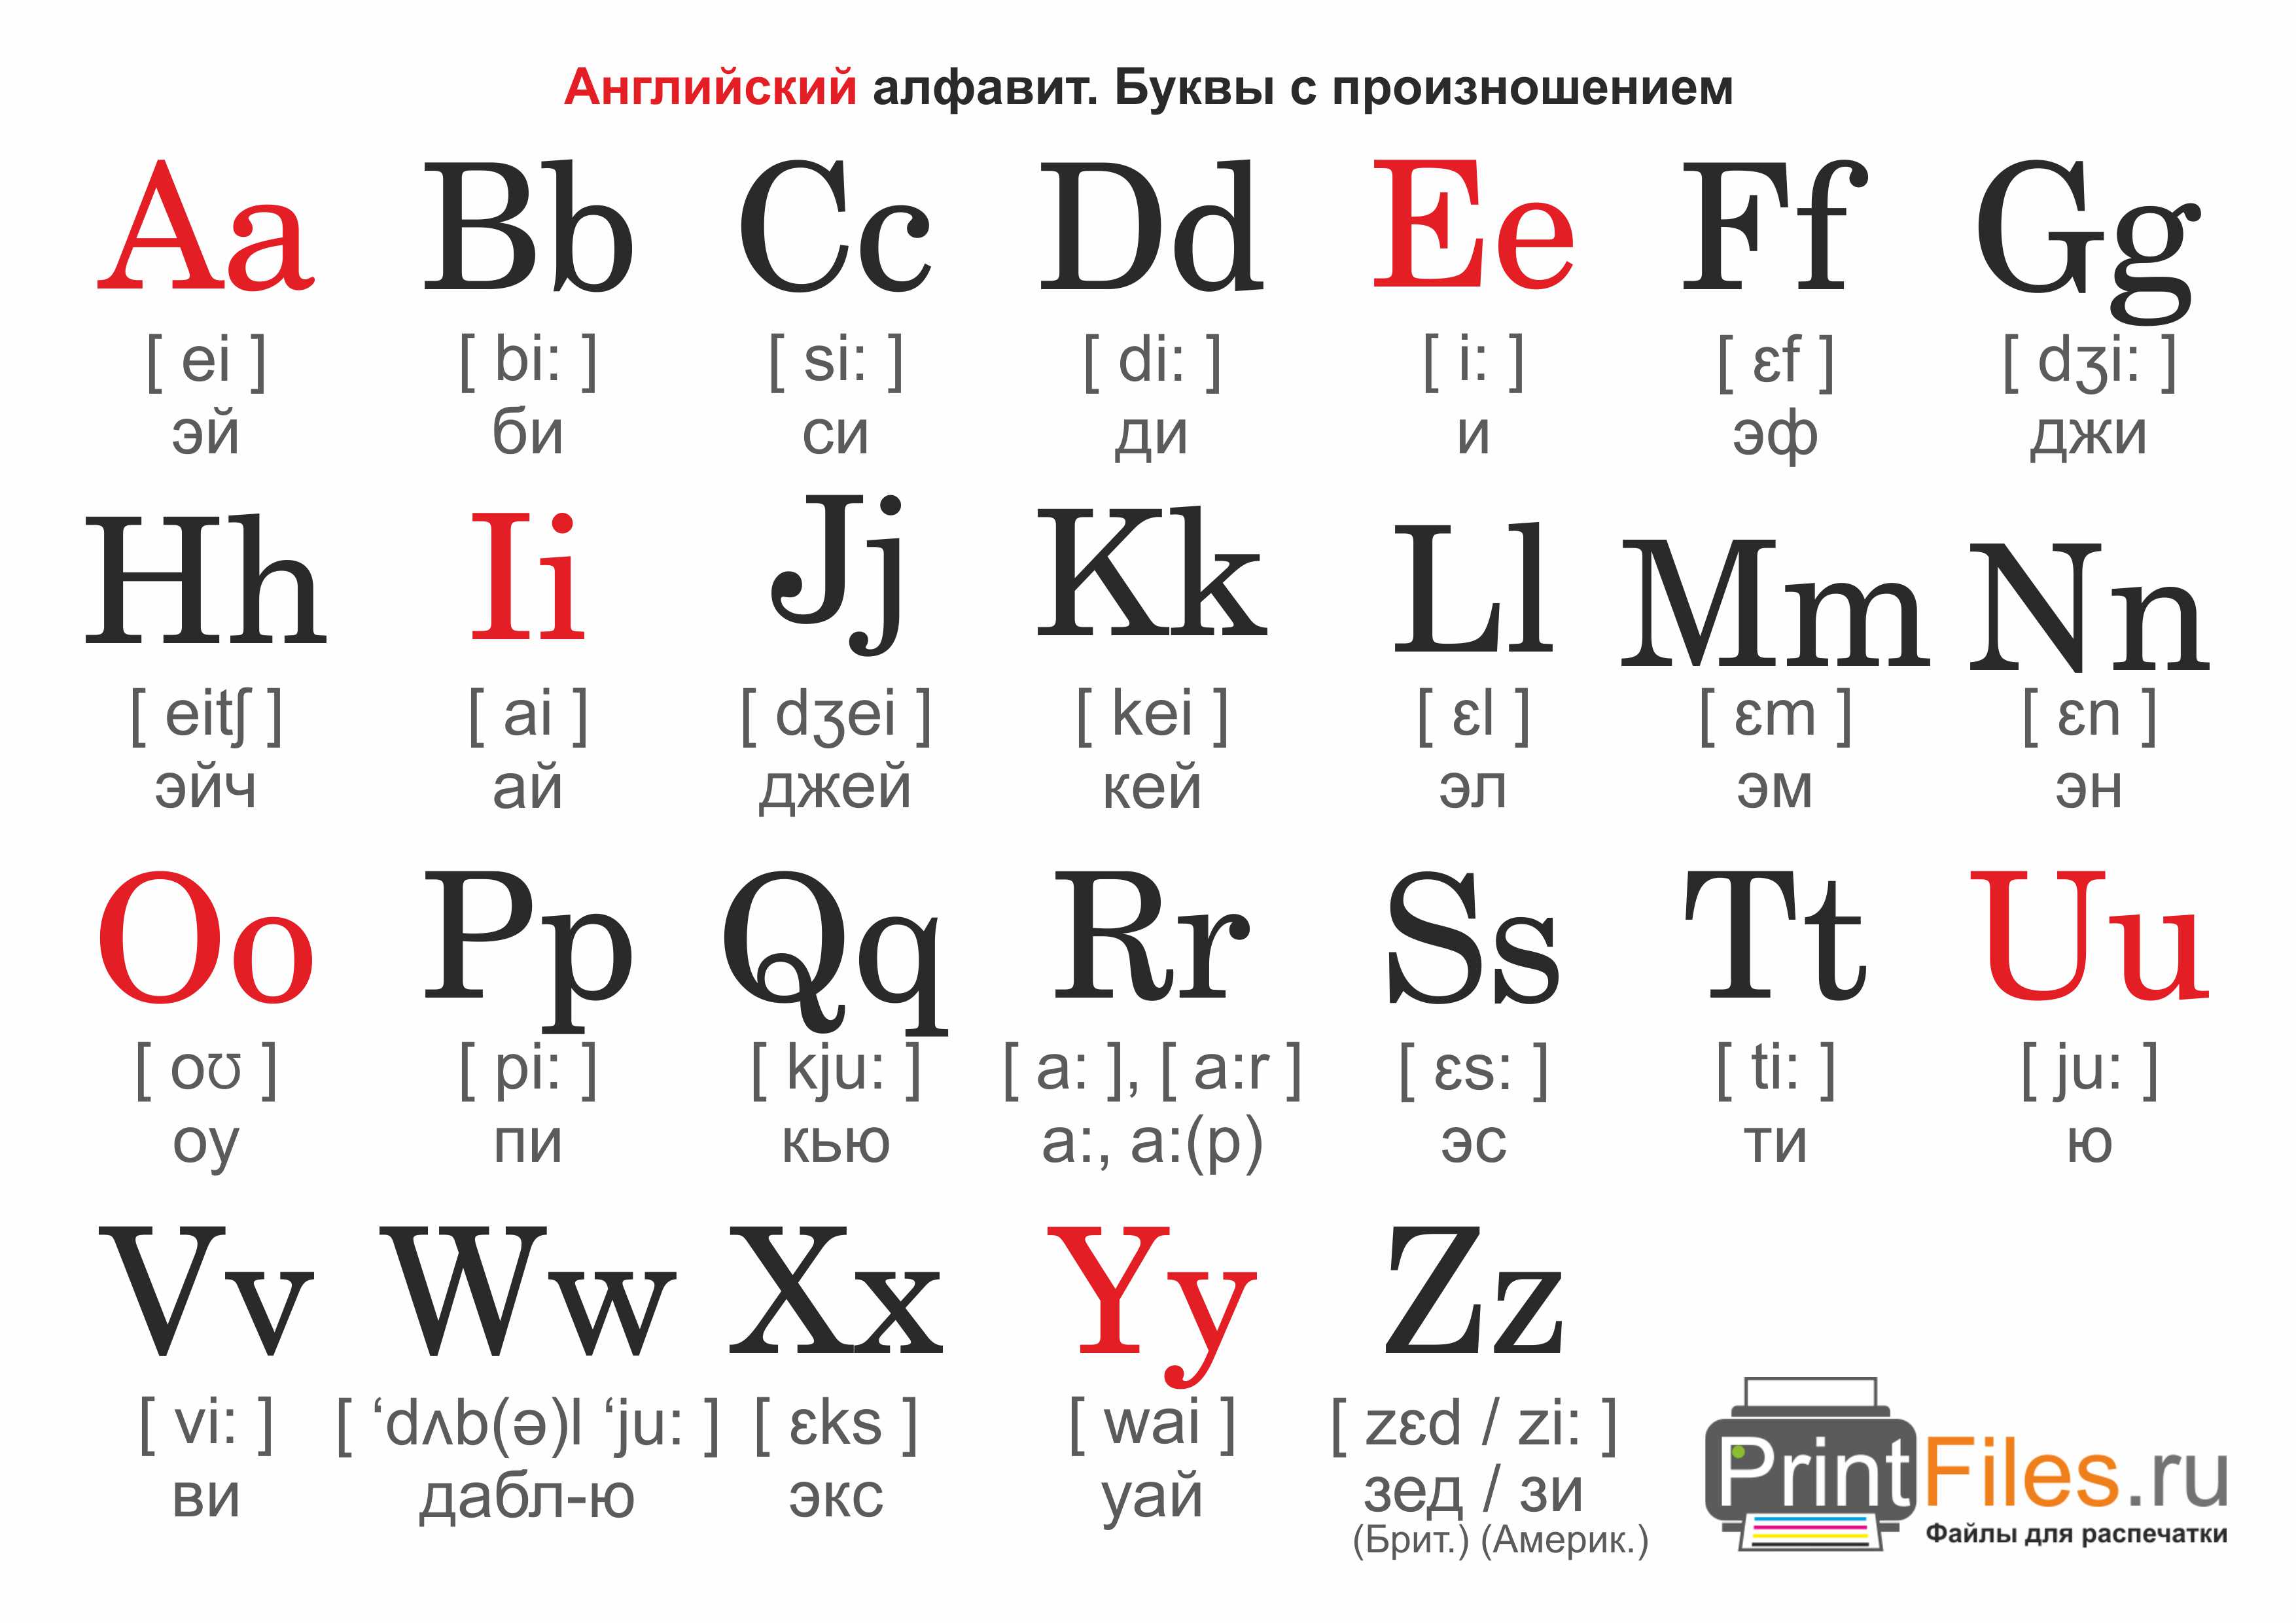 Английский алфавит. Буквы с произношением
Aa Bb Cc Dd Ee Ff Gg
[ ei ] [ bi: ] [ si: ] [ di: ] [ i: ] [ ɛf ] [ dʒi: ]
эй би си ди и эф джи
Hh Ii Jj Kk Ll Mm Nn
[ eitʃ ] [ ai ] [ dʒei ] [ kei ] [ ɛl ] [ ɛm ] [ ɛn ]
эйч ай джей кей эл эм эн
Oo Pp Qq Rr Ss Tt Uu
[ oʊ ] [ pi: ] [ kju: ] [ a: ], [ a:r ] [ ɛs: ] [ ti: ] [ ju: ]
оу пи кью а:, а:(р) эс ти ю
Vv Ww Xx Yy Zz
[ vi: ] [ ‘dʌb(ə)l ‘ju: ] [ ɛks ] [ wai ] [ zɛd / zi: ]
ви дабл-ю экс уай зед / зи
(Брит.) (Америк.)
PrintFiles.ru
Файлы для распечатки